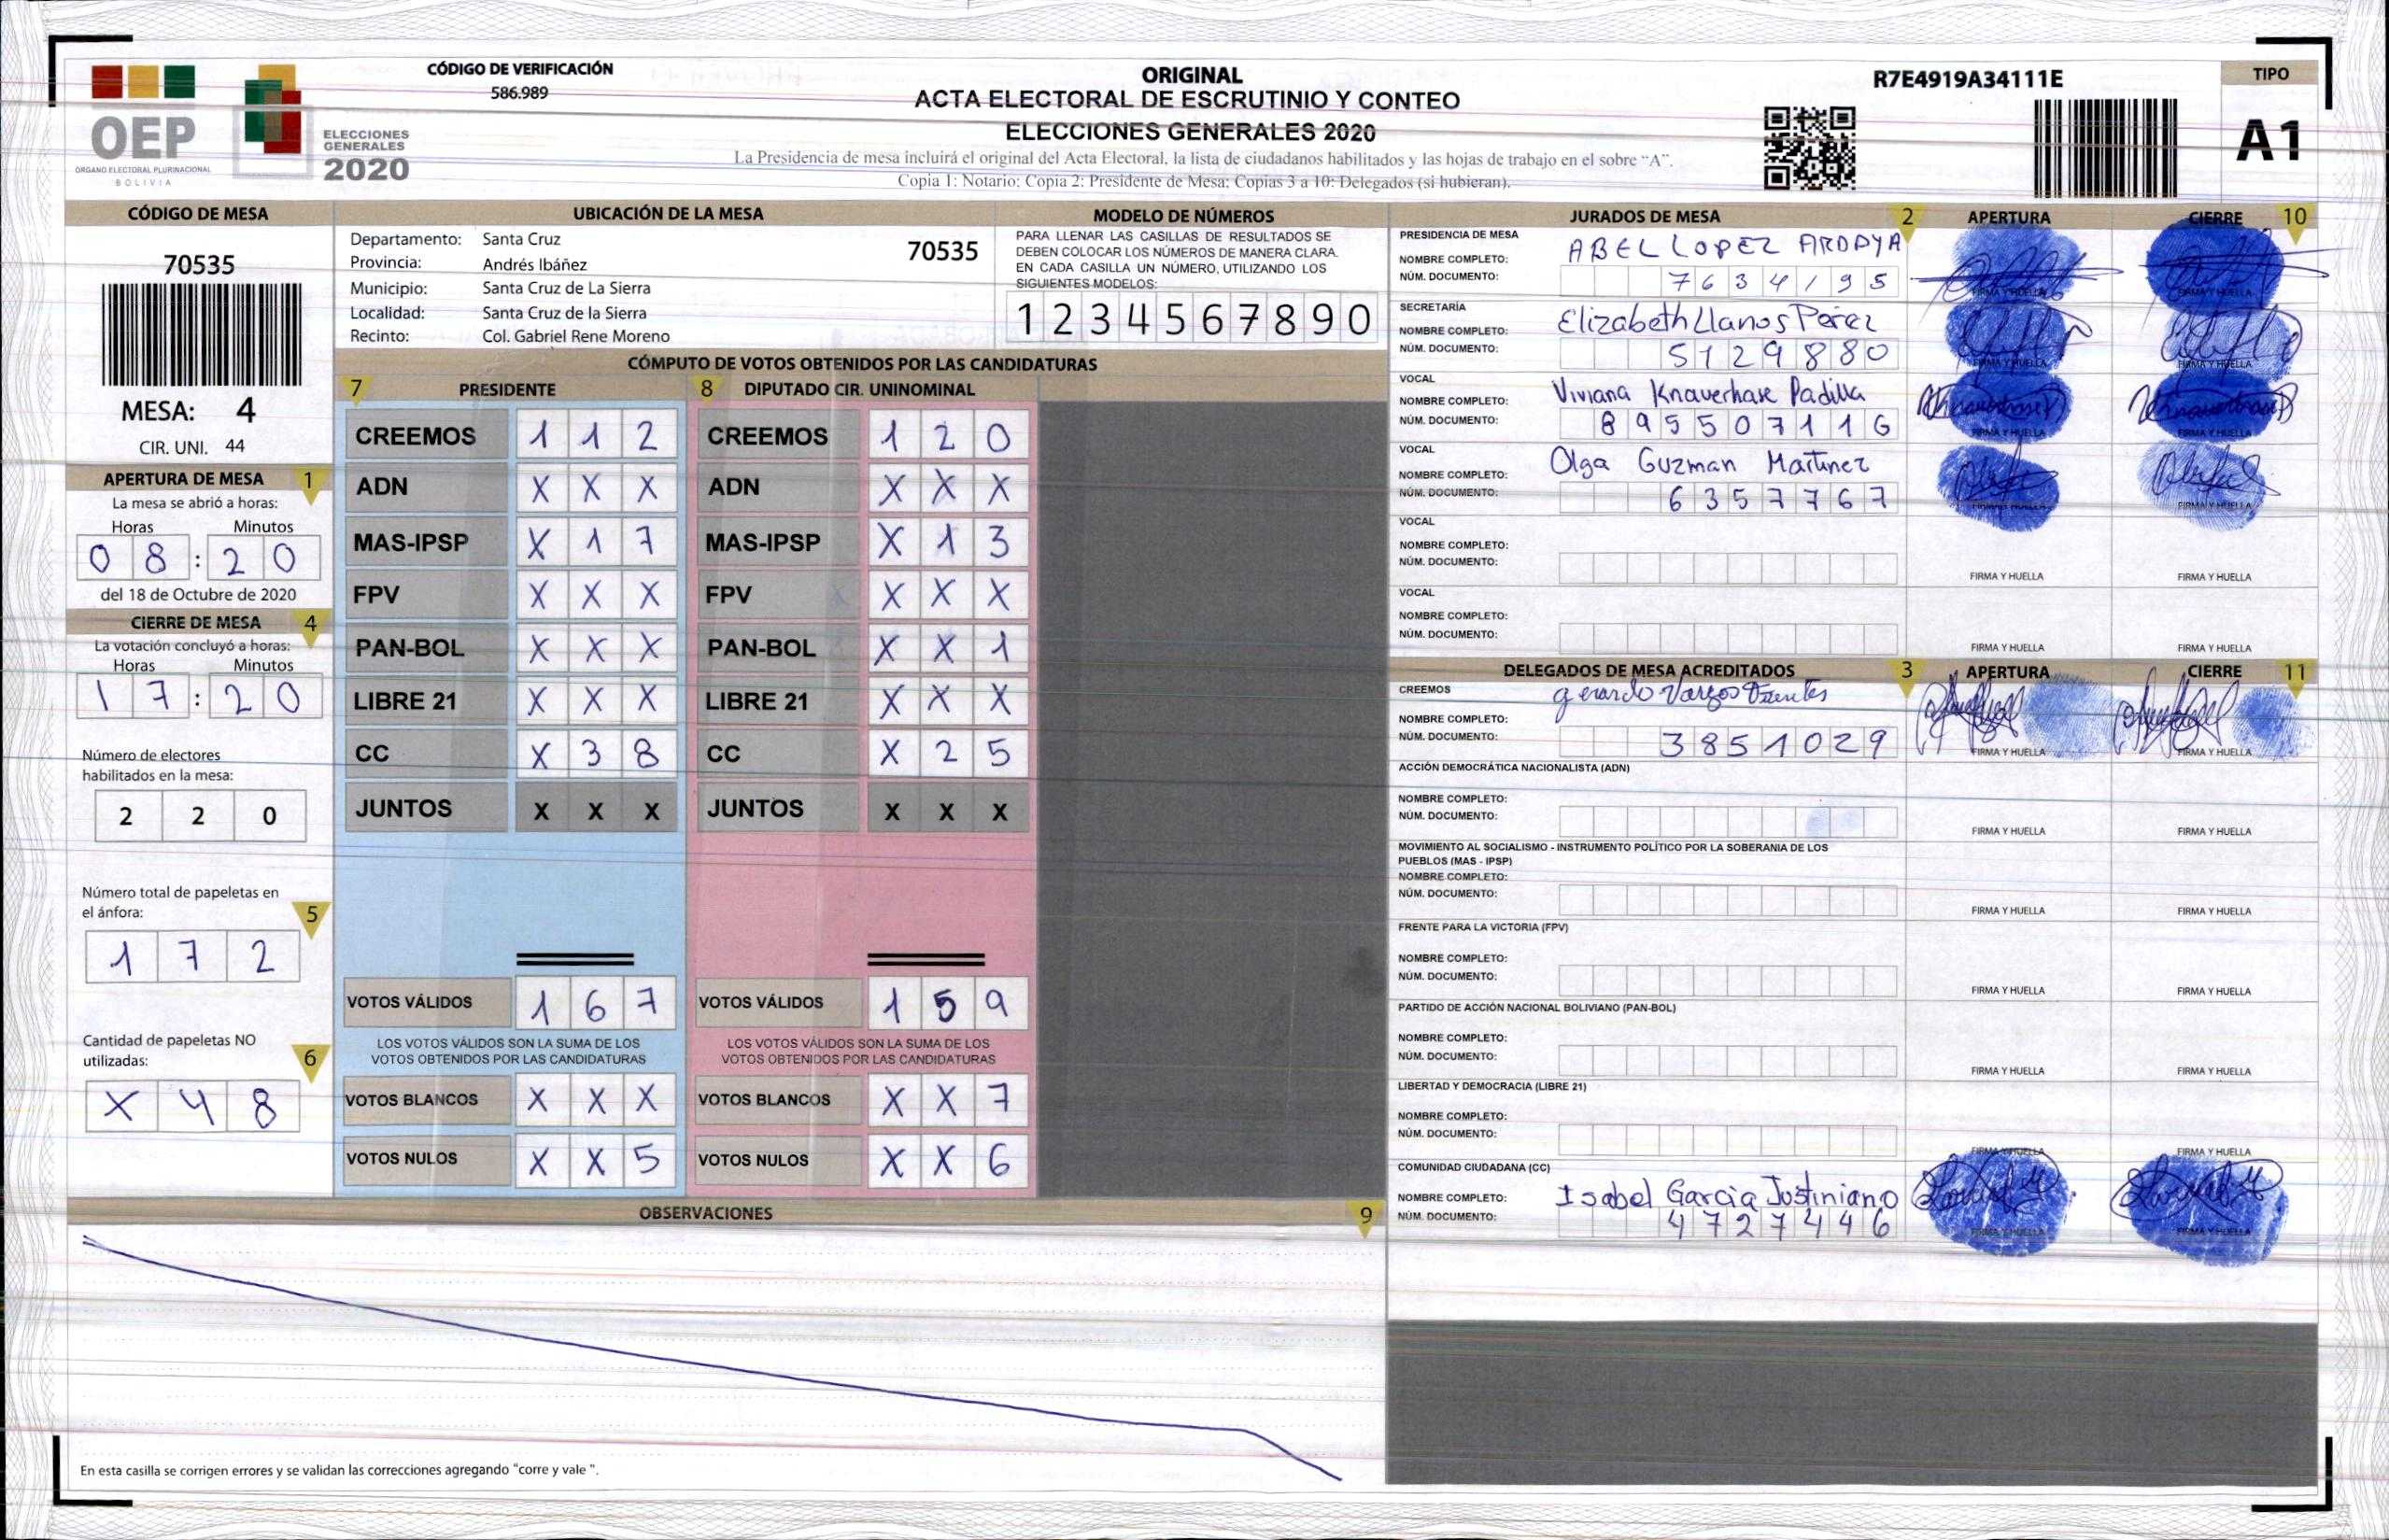 CÓDIGO DE VERIFICACIÓN
586.989
ORIGINAL
ACTA ELECTORAL DE ESCRUTINIO Y CONTEO
ELECCIONES GENERALES 2020
La Presidencia de mesa incluirá el original del Acta Electoral, la lista de ciudadanos habilitados y las hojas de trabajo en el sobre "A".
Copia 1: Notario; Copia 2: Presidente de Mesa; Copias 3 a 10: Delegados (si hubieran).
R7E4919A34111E
TIPO
A1
OEP
ÓRGANO ELECTORAL PLURINACIONAL
BOLIVIA
ELECCIONES
GENERALES
2020
CÓDIGO DE MESA
70535
MESA: 4
CIR. UNI. 44
APERTURA DE MESA 1
La mesa se abrió a horas:
Horas Minutos
0 8 : 2 0
del 18 de Octubre de 2020
CIERRE DE MESA 4
La votación concluyó a horas:
Horas Minutos
1 7 : 2 0
Número de electores
habilitados en la mesa:
2 2 0
Número total de papeletas en
el ánfora: 5
1 7 2
Cantidad de papeletas NO
utilizadas: 6
X 4 8
UBICACIÓN DE LA MESA
Departamento: Santa Cruz 70535
Provincia: Andrés Ibáñez
Municipio: Santa Cruz de La Sierra
Localidad: Santa Cruz de la Sierra
Recinto: Col. Gabriel Rene Moreno
MODELO DE NÚMEROS
PARA LLENAR LAS CASILLAS DE RESULTADOS SE
DEBEN COLOCAR LOS NÚMEROS DE MANERA CLARA.
EN CADA CASILLA UN NÚMERO, UTILIZANDO LOS
SIGUIENTES MODELOS:
1 2 3 4 5 6 7 8 9 0
CÓMPUTO DE VOTOS OBTENIDOS POR LAS CANDIDATURAS
7 PRESIDENTE 8 DIPUTADO CIR. UNINOMINAL
CREEMOS 1 1 2 CREEMOS 1 2 0
ADN X X X ADN X X X
MAS-IPSP X 1 7 MAS-IPSP X 1 3
FPV X X X FPV X X X
PAN-BOL X X X PAN-BOL X X 1
LIBRE 21 X X X LIBRE 21 X X X
CC X 3 8 CC X 2 5
JUNTOS X X X JUNTOS X X X
VOTOS VÁLIDOS 1 6 7 VOTOS VÁLIDOS 1 5 9
LOS VOTOS VÁLIDOS SON LA SUMA DE LOS LOS VOTOS VÁLIDOS SON LA SUMA DE LOS
VOTOS OBTENIDOS POR LAS CANDIDATURAS VOTOS OBTENIDOS POR LAS CANDIDATURAS
VOTOS BLANCOS X X X VOTOS BLANCOS X X 7
VOTOS NULOS X X 5 VOTOS NULOS X X 6
OBSERVACIONES 9
En esta casilla se corrigen errores y se validan las correcciones agregando "corre y vale ".
JURADOS DE MESA 2 APERTURA CIERRE 10
PRESIDENCIA DE MESA
NOMBRE COMPLETO: ABEL LOPEZ ARDAYA
NÚM. DOCUMENTO: 7 6 3 4 1 9 5
FIRMA Y HUELLA FIRMA Y HUELLA
SECRETARÍA
NOMBRE COMPLETO: Elizabeth Llanos Pérez
NÚM. DOCUMENTO: 5 1 2 9 8 8 0
FIRMA Y HUELLA FIRMA Y HUELLA
VOCAL
NOMBRE COMPLETO: Viviana Knaverhase Padilla
NÚM. DOCUMENTO: 8 9 5 5 0 7 1 1 G
FIRMA Y HUELLA FIRMA Y HUELLA
VOCAL
NOMBRE COMPLETO: Olga Guzman Martinez
NÚM. DOCUMENTO: 6 3 5 7 7 6 7
FIRMA Y HUELLA FIRMA Y HUELLA
VOCAL
NOMBRE COMPLETO:
NÚM. DOCUMENTO:
FIRMA Y HUELLA FIRMA Y HUELLA
VOCAL
NOMBRE COMPLETO:
NÚM. DOCUMENTO:
FIRMA Y HUELLA FIRMA Y HUELLA
DELEGADOS DE MESA ACREDITADOS 3 APERTURA CIERRE 11
CREEMOS
NOMBRE COMPLETO: gerardo Vargas Fuentes
NÚM. DOCUMENTO: 3 8 5 1 0 2 9
FIRMA Y HUELLA FIRMA Y HUELLA
ACCIÓN DEMOCRÁTICA NACIONALISTA (ADN)
NOMBRE COMPLETO:
NÚM. DOCUMENTO:
FIRMA Y HUELLA FIRMA Y HUELLA
MOVIMIENTO AL SOCIALISMO - INSTRUMENTO POLÍTICO POR LA SOBERANIA DE LOS
PUEBLOS (MAS - IPSP)
NOMBRE COMPLETO:
NÚM. DOCUMENTO:
FIRMA Y HUELLA FIRMA Y HUELLA
FRENTE PARA LA VICTORIA (FPV)
NOMBRE COMPLETO:
NÚM. DOCUMENTO:
FIRMA Y HUELLA FIRMA Y HUELLA
PARTIDO DE ACCIÓN NACIONAL BOLIVIANO (PAN-BOL)
NOMBRE COMPLETO:
NÚM. DOCUMENTO:
FIRMA Y HUELLA FIRMA Y HUELLA
LIBERTAD Y DEMOCRACIA (LIBRE 21)
NOMBRE COMPLETO:
NÚM. DOCUMENTO:
FIRMA Y HUELLA FIRMA Y HUELLA
COMUNIDAD CIUDADANA (CC)
NOMBRE COMPLETO: Isabel Garcia Justiniano
NÚM. DOCUMENTO: 4 7 2 7 4 4 6
FIRMA Y HUELLA FIRMA Y HUELLA